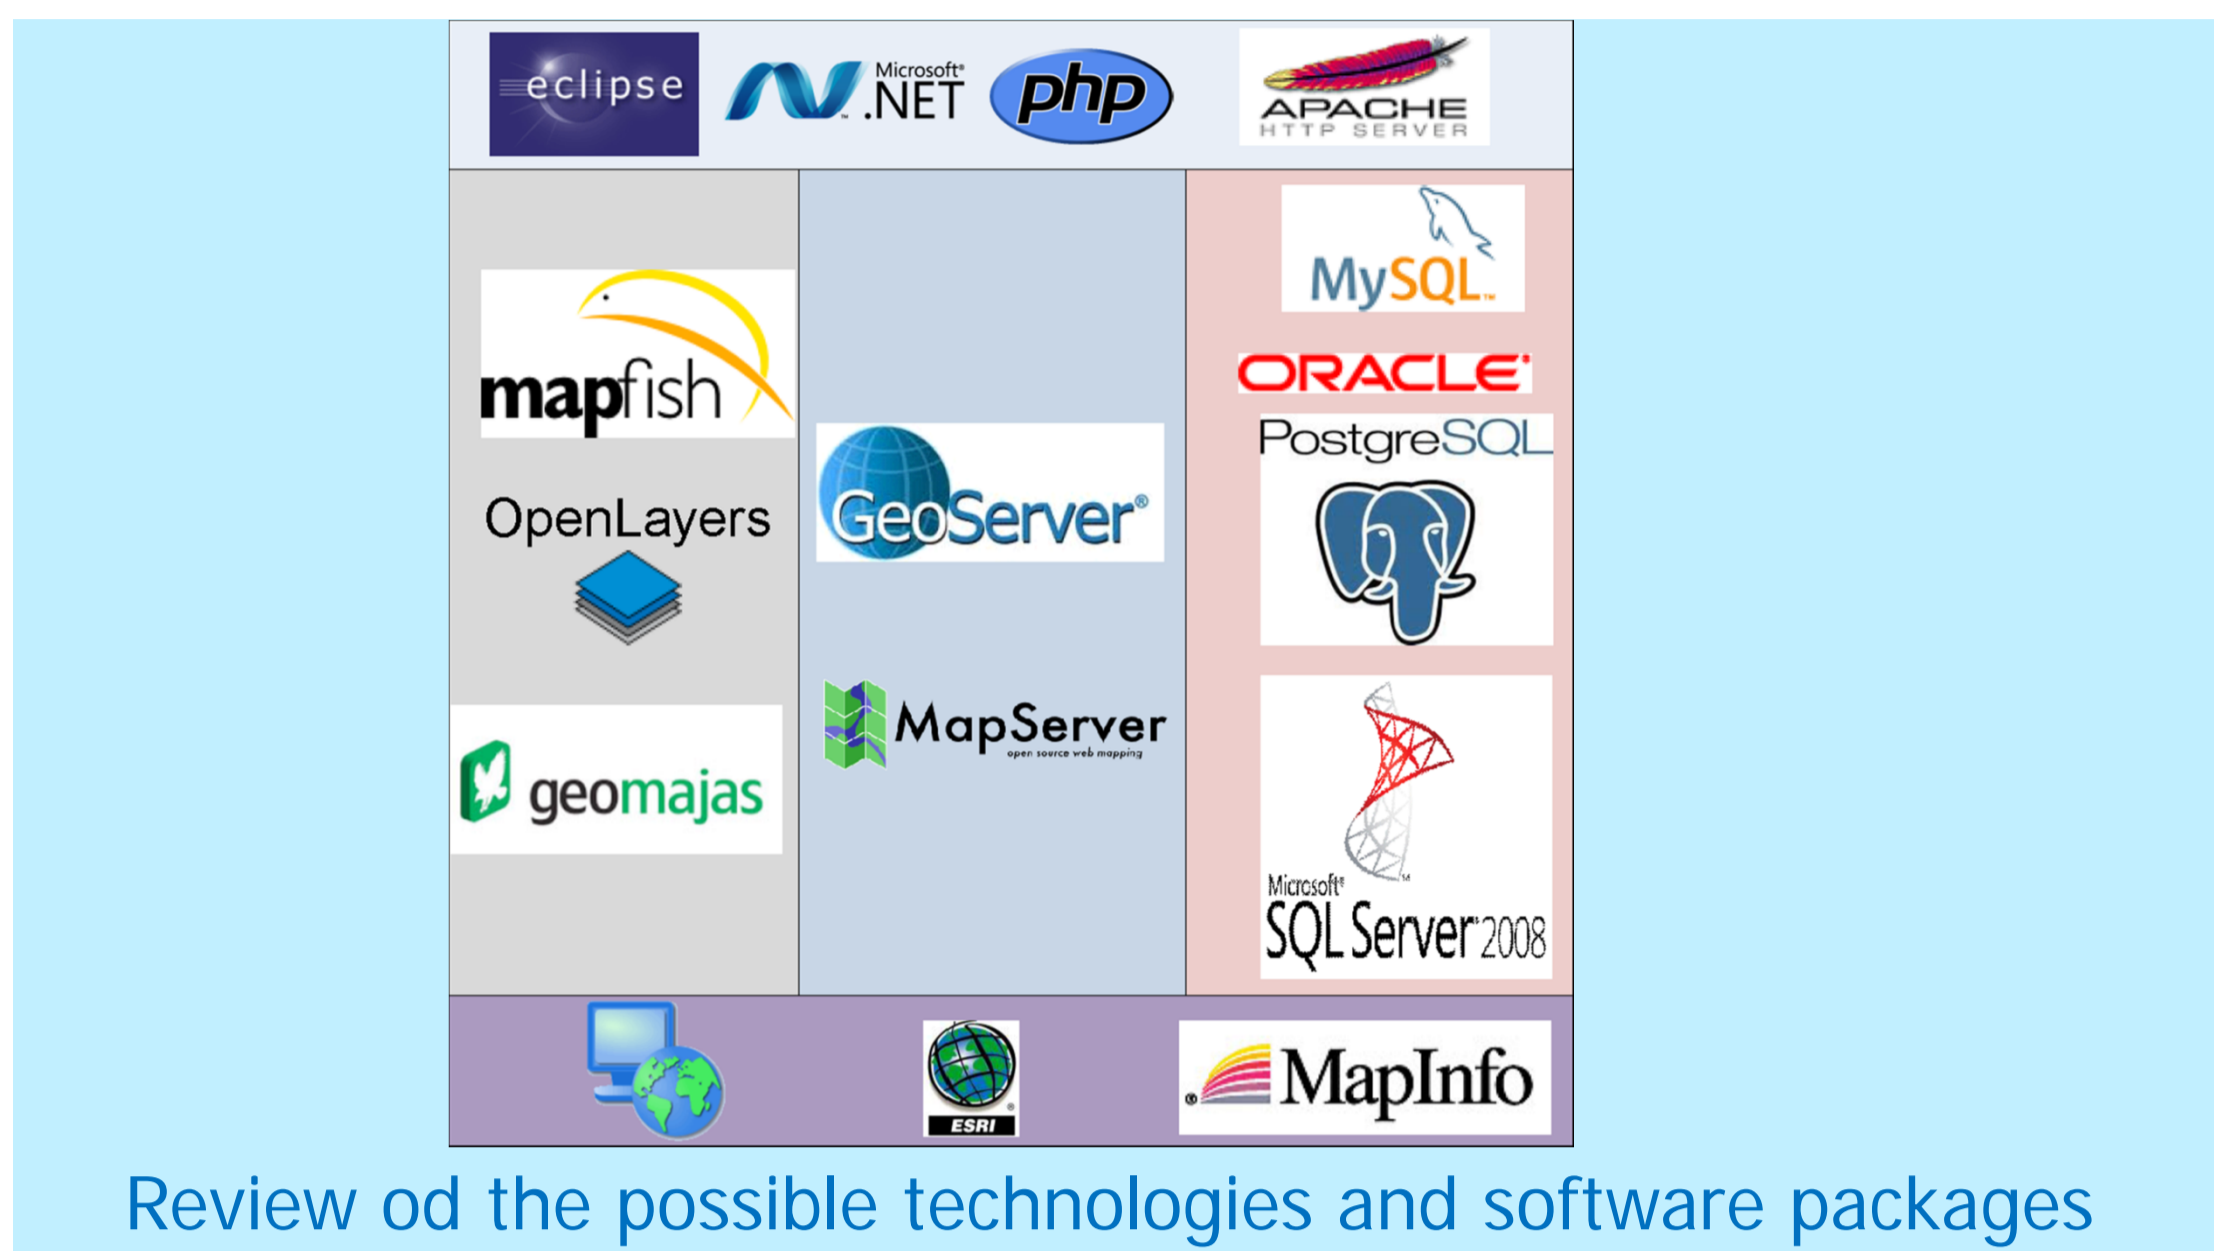 eclipse
Microsoft®
.NET
php
APACHE
HTTP SERVER
mapfish
OpenLayers
geomajas
GeoServer®
MapServer
open source web mapping
MySQL™
ORACLE®
PostgreSQL
Microsoft®
SQL Server® 2008
ESRI
®
MapInfo
Review od the possible technologies and software packages